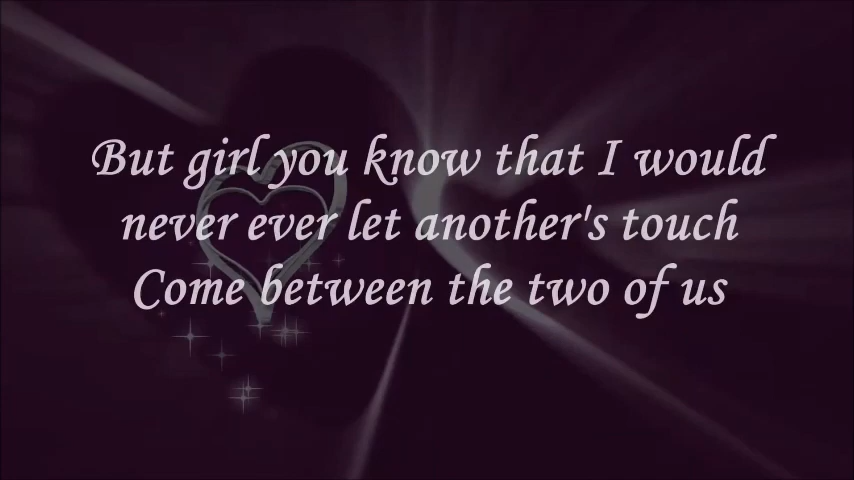 But girl you know that I would
never ever let another's touch
Come between the two of us